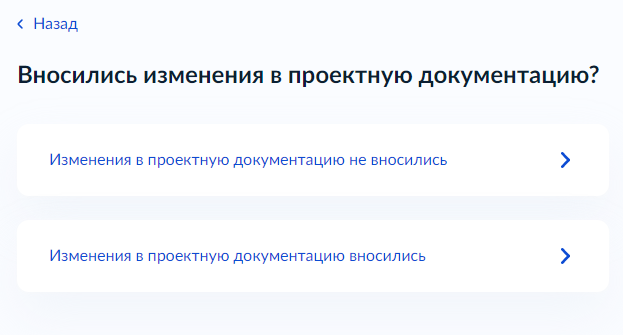 Назад
Вносились изменения в проектную документацию?
Изменения в проектную документацию не вносились
Изменения в проектную документацию вносились